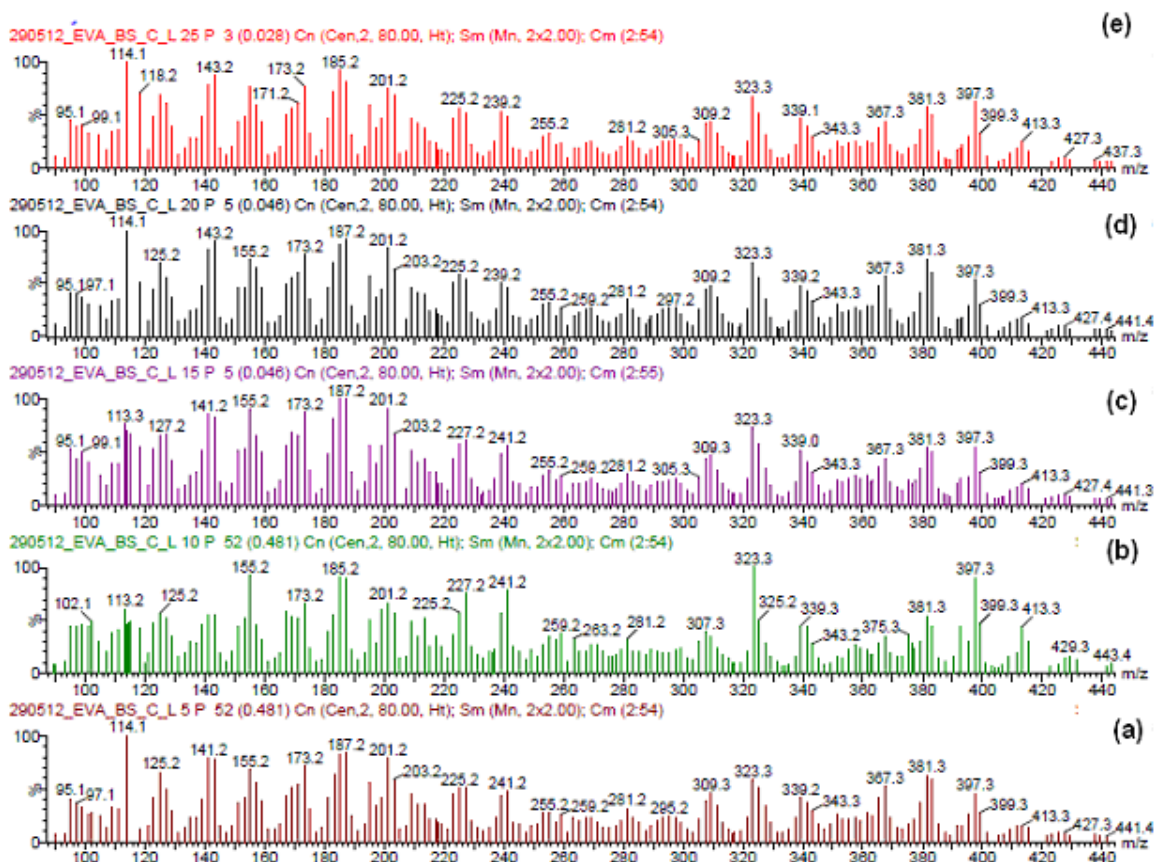 290512_EVA_BS_C_L 25 P 3 (0.028) Cn (Cen,2, 80.00, Ht); Sm (Mn, 2x2.00); Cm (2:54)
(e)
100
%
0
95.1 99.1 114.1 118.2 143.2 171.2 173.2 185.2 201.2 225.2 239.2 255.2 281.2 305.3 309.2 323.3 339.1 343.3 367.3 381.3 397.3 399.3 413.3 427.3 437.3
100 120 140 160 180 200 220 240 260 280 300 320 340 360 380 400 420 440 m/z
290512_EVA_BS_C_L 20 P 5 (0.046) Cn (Cen,2, 80.00, Ht); Sm (Mn, 2x2.00); Cm (2:54)
(d)
100
%
0
95.1 97.1 114.1 125.2 143.2 155.2 173.2 187.2 201.2 203.2 225.2 239.2 255.2 259.2 281.2 297.2 309.2 323.3 339.2 343.3 367.3 381.3 397.3 399.3 413.3 427.4 441.4
100 120 140 160 180 200 220 240 260 280 300 320 340 360 380 400 420 440 m/z
290512_EVA_BS_C_L 15 P 5 (0.046) Cn (Cen,2, 80.00, Ht); Sm (Mn, 2x2.00); Cm (2:55)
(c)
100
%
0
95.1 99.1 113.3 127.2 141.2 155.2 173.2 187.2 201.2 203.2 227.2 241.2 255.2 259.2 281.2 305.3 309.3 323.3 339.0 343.3 367.3 381.3 397.3 399.3 413.3 427.4 441.3
100 120 140 160 180 200 220 240 260 280 300 320 340 360 380 400 420 440 m/z
290512_EVA_BS_C_L 10 P 52 (0.481) Cn (Cen,2, 80.00, Ht); Sm (Mn, 2x2.00); Cm (2:54)
(b)
100
%
0
102.1 113.2 125.2 155.2 173.2 185.2 201.2 225.2 227.2 241.2 259.2 263.2 281.2 307.3 323.3 325.2 339.3 343.2 375.3 381.3 397.3 399.3 413.3 429.3 443.4
100 120 140 160 180 200 220 240 260 280 300 320 340 360 380 400 420 440 m/z
290512_EVA_BS_C_L 5 P 52 (0.481) Cn (Cen,2, 80.00, Ht); Sm (Mn, 2x2.00); Cm (2:54)
(a)
100
%
0
95.1 97.1 114.1 125.2 141.2 155.2 173.2 187.2 201.2 203.2 225.2 241.2 255.2 259.2 281.2 295.2 309.3 323.3 339.2 343.3 367.3 381.3 397.3 399.3 413.3 427.3 441.2
100 120 140 160 180 200 220 240 260 280 300 320 340 360 380 400 420 440 m/z